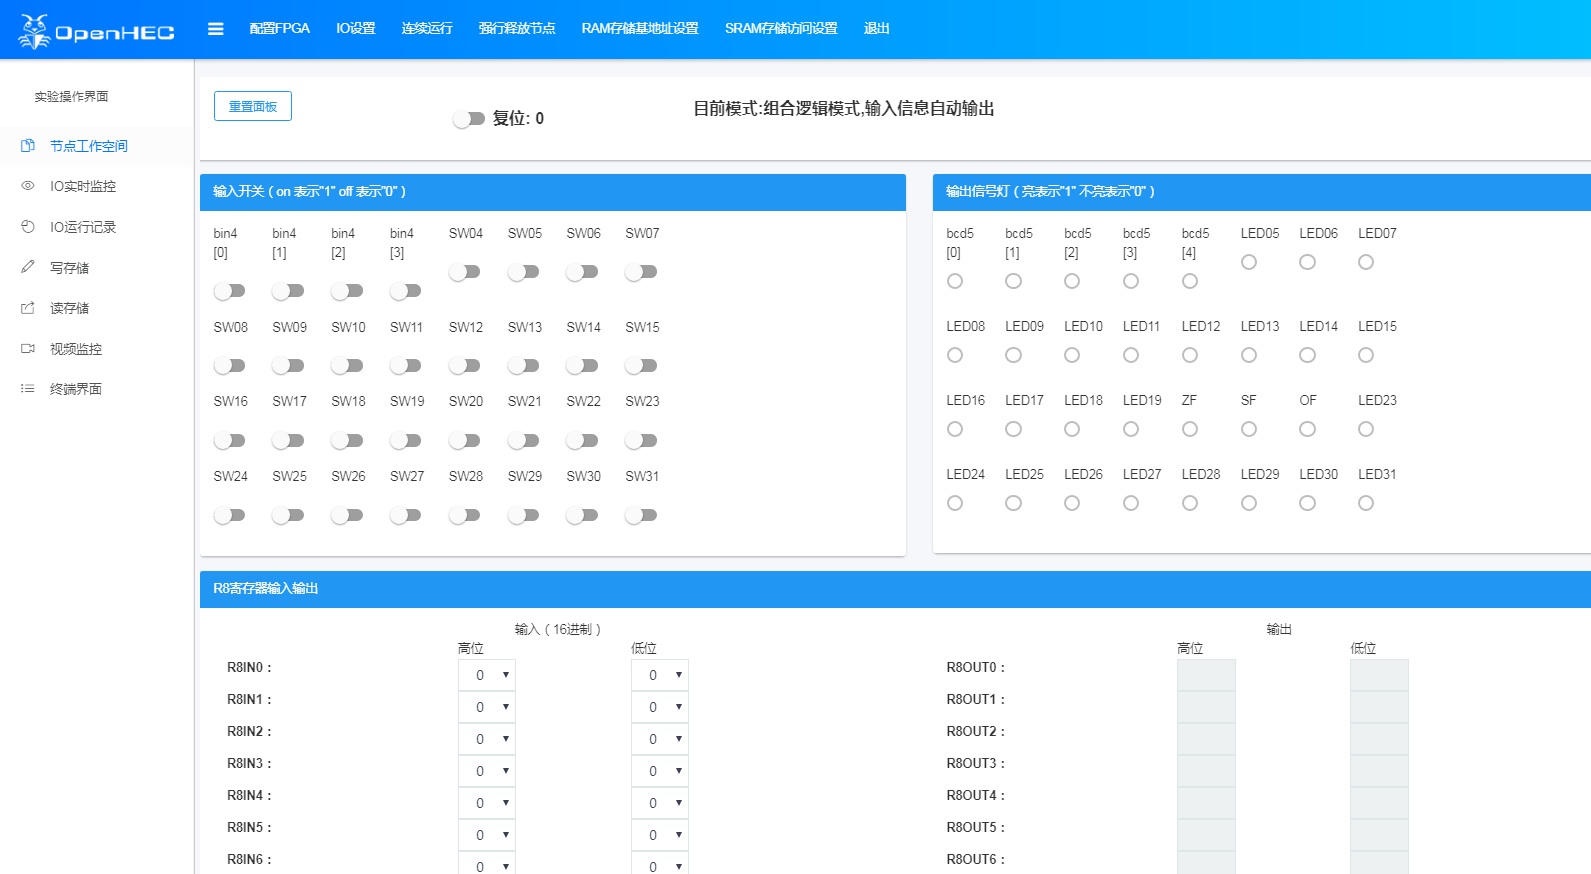 OpenHEC 配置FPGA IO设置 连续运行 强行释放节点 RAM存储基地址设置 SRAM存储访问设置 退出
实验操作界面
节点工作空间
IO实时监控
IO运行记录
写存储
读存储
视频监控
终端界面
重置面板
复位: 0
目前模式:组合逻辑模式,输入信息自动输出
输入开关（on 表示"1" off 表示"0"）
bin4 bin4 bin4 bin4 SW04 SW05 SW06 SW07
[0] [1] [2] [3]
SW08 SW09 SW10 SW11 SW12 SW13 SW14 SW15
SW16 SW17 SW18 SW19 SW20 SW21 SW22 SW23
SW24 SW25 SW26 SW27 SW28 SW29 SW30 SW31
输出信号灯（亮表示"1" 不亮表示"0"）
bcd5 bcd5 bcd5 bcd5 bcd5 LED05 LED06 LED07
[0] [1] [2] [3] [4]
LED08 LED09 LED10 LED11 LED12 LED13 LED14 LED15
LED16 LED17 LED18 LED19 ZF SF OF LED23
LED24 LED25 LED26 LED27 LED28 LED29 LED30 LED31
R8寄存器输入输出
输入（16进制）
高位 低位
R8IN0： 0 0
R8IN1： 0 0
R8IN2： 0 0
R8IN3： 0 0
R8IN4： 0 0
R8IN5： 0 0
R8IN6： 0 0
输出
高位 低位
R8OUT0：
R8OUT1：
R8OUT2：
R8OUT3：
R8OUT4：
R8OUT5：
R8OUT6：